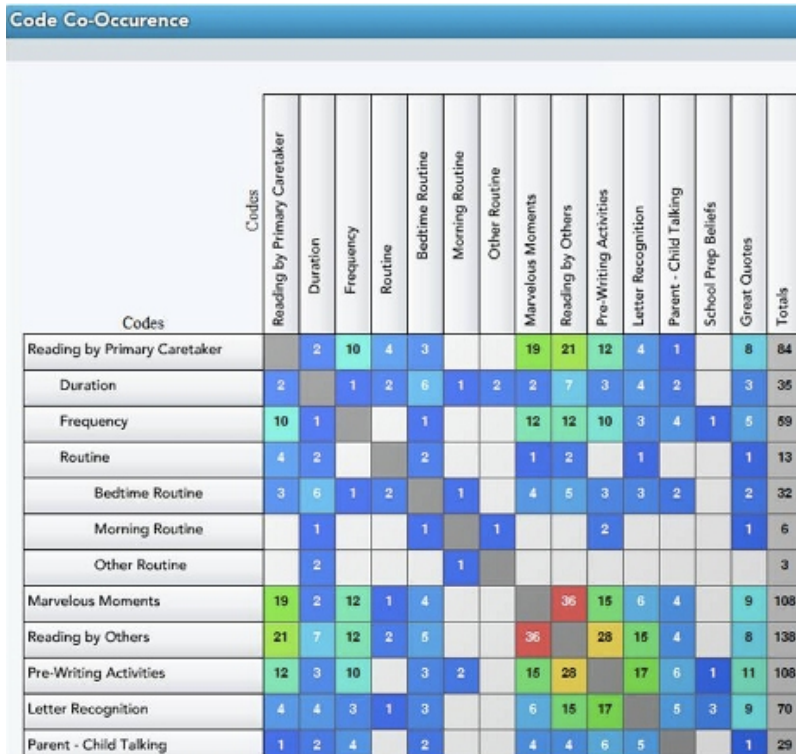 Code Co-Occurence
Codes
Codes
Reading by Primary Caretaker
Duration
Frequency
Routine
Bedtime Routine
Morning Routine
Other Routine
Marvelous Moments
Reading by Others
Pre-Writing Activities
Letter Recognition
Parent - Child Talking
School Prep Beliefs
Great Quotes
Totals
Reading by Primary Caretaker 2 10 4 3 19 21 12 4 1 8 84
Duration 2 1 2 6 1 2 2 7 3 4 2 3 35
Frequency 10 1 1 12 12 10 3 4 1 5 59
Routine 4 2 2 1 2 1 1 13
Bedtime Routine 3 6 1 2 1 4 5 3 3 2 2 32
Morning Routine 1 1 1 2 1 6
Other Routine 2 1 3
Marvelous Moments 19 2 12 1 4 36 15 6 4 9 108
Reading by Others 21 7 12 2 5 36 28 15 4 8 138
Pre-Writing Activities 12 3 10 3 2 15 28 17 6 1 11 108
Letter Recognition 4 4 3 1 3 6 15 17 5 3 9 70
Parent - Child Talking 1 2 4 2 4 4 6 5 1 29